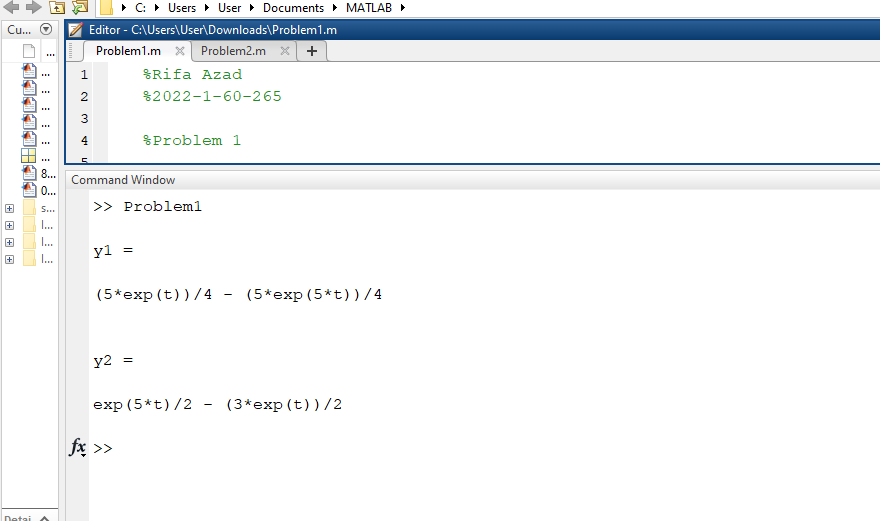 C: Users User Documents MATLAB
Cu...
Editor - C:\Users\User\Downloads\Problem1.m
Problem1.m Problem2.m +
...
...
...
...
...
...
...
8...
0...
s...
l...
l...
l...
1 %Rifa Azad
2 %2022-1-60-265
3
4 %Problem 1
5
Command Window
>> Problem1
y1 =
(5*exp(t))/4 - (5*exp(5*t))/4
y2 =
exp(5*t)/2 - (3*exp(t))/2
fx >>
Detai